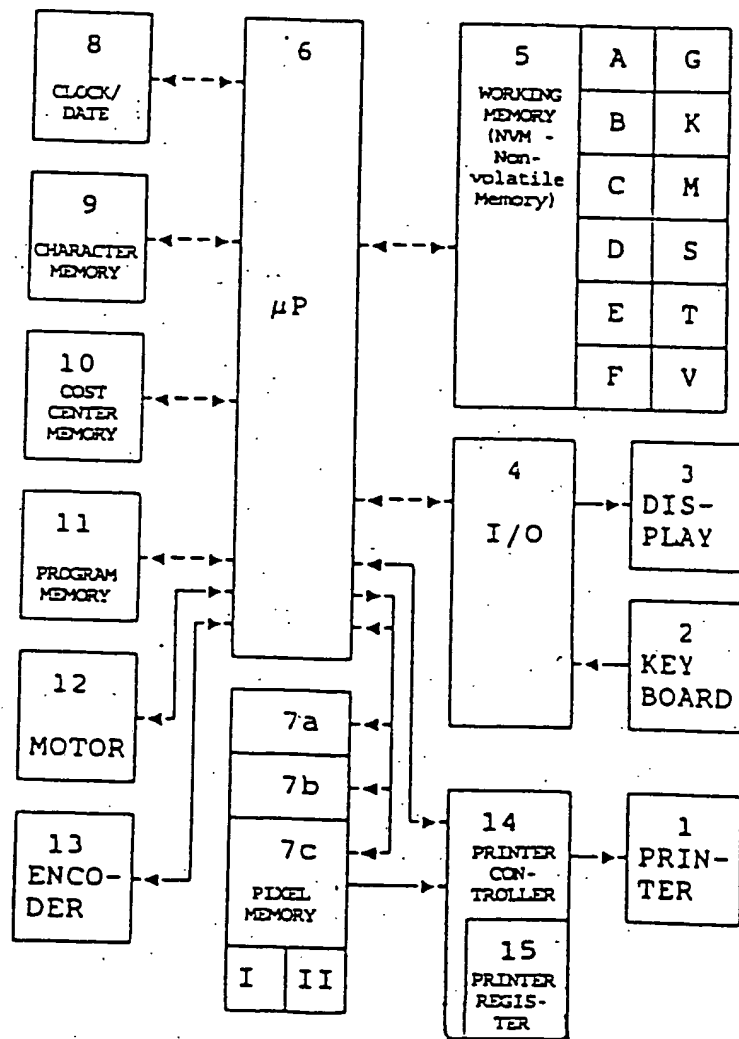 8
CLOCK/
DATE
9
CHARACTER
MEMORY
10
COST
CENTER
MEMORY
11
PROGRAM
MEMORY
12
MOTOR
13
ENCO-
DER
6
μP
7a
7b
7c
PIXEL
MEMORY
I II
5
WORKING
MEMORY
(NVM -
Non-
volatile
Memory)
A G
B K
C M
D S
E T
F V
4
I/O
3
DIS-
PLAY
2
KEY
BOARD
14
PRINTER
CON-
TROLLER
15
PRINTER
REGIS-
TER
1
PRIN-
TER